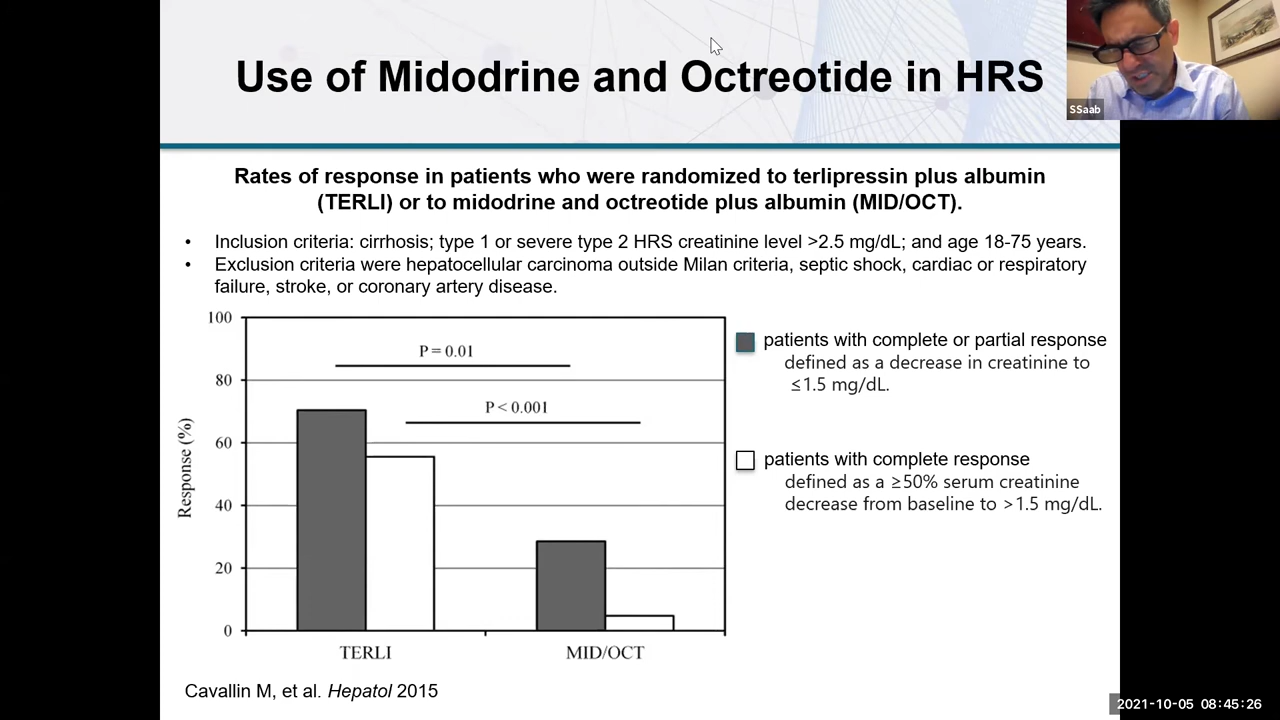 Use of Midodrine and Octreotide in HRS
SSaab
Rates of response in patients who were randomized to terlipressin plus albumin
(TERLI) or to midodrine and octreotide plus albumin (MID/OCT).
• Inclusion criteria: cirrhosis; type 1 or severe type 2 HRS creatinine level >2.5 mg/dL; and age 18-75 years.
• Exclusion criteria were hepatocellular carcinoma outside Milan criteria, septic shock, cardiac or respiratory
failure, stroke, or coronary artery disease.
100
80
60
40
20
0
Response (%)
P = 0.01
P < 0.001
TERLI
MID/OCT
patients with complete or partial response
defined as a decrease in creatinine to
≤1.5 mg/dL.
patients with complete response
defined as a ≥50% serum creatinine
decrease from baseline to >1.5 mg/dL.
Cavallin M, et al. Hepatol 2015
2021-10-05 08:45:26